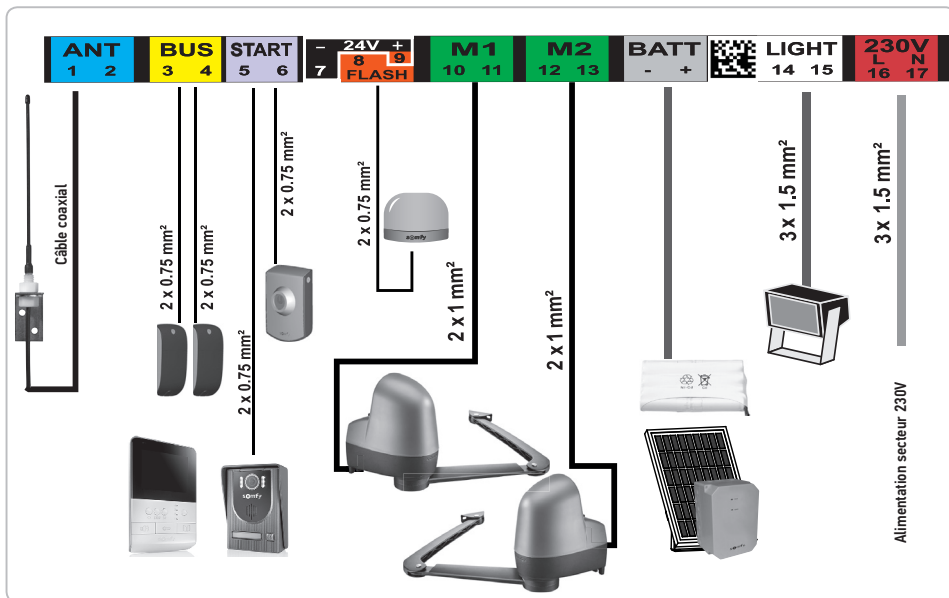 ANT
1 2
BUS
3 4
START
5 6
- 24V +
7 8 9
FLASH
M1
10 11
M2
12 13
BATT
- +
LIGHT
14 15
230V
L N
16 17
Câble coaxial
2 x 0.75 mm²
2 x 0.75 mm²
2 x 0.75 mm²
2 x 0.75 mm²
2 x 0.75 mm²
2 x 1 mm²
2 x 1 mm²
3 x 1.5 mm²
3 x 1.5 mm²
Alimentation secteur 230V
somfy
somfy